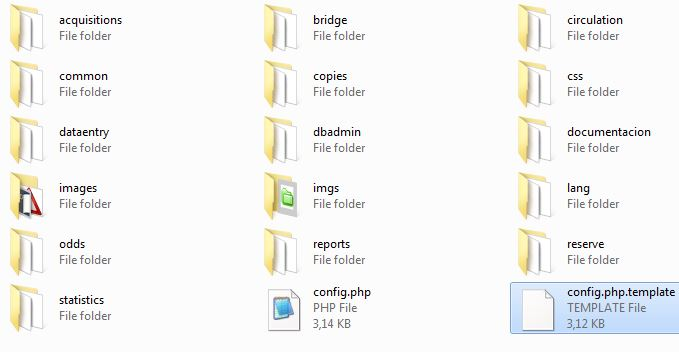 acquisitions
File folder
bridge
File folder
circulation
File folder
common
File folder
copies
File folder
css
File folder
dataentry
File folder
dbadmin
File folder
documentacion
File folder
images
File folder
imgs
File folder
lang
File folder
odds
File folder
reports
File folder
reserve
File folder
statistics
File folder
config.php
PHP File
3,14 KB
config.php.template
TEMPLATE File
3,12 KB